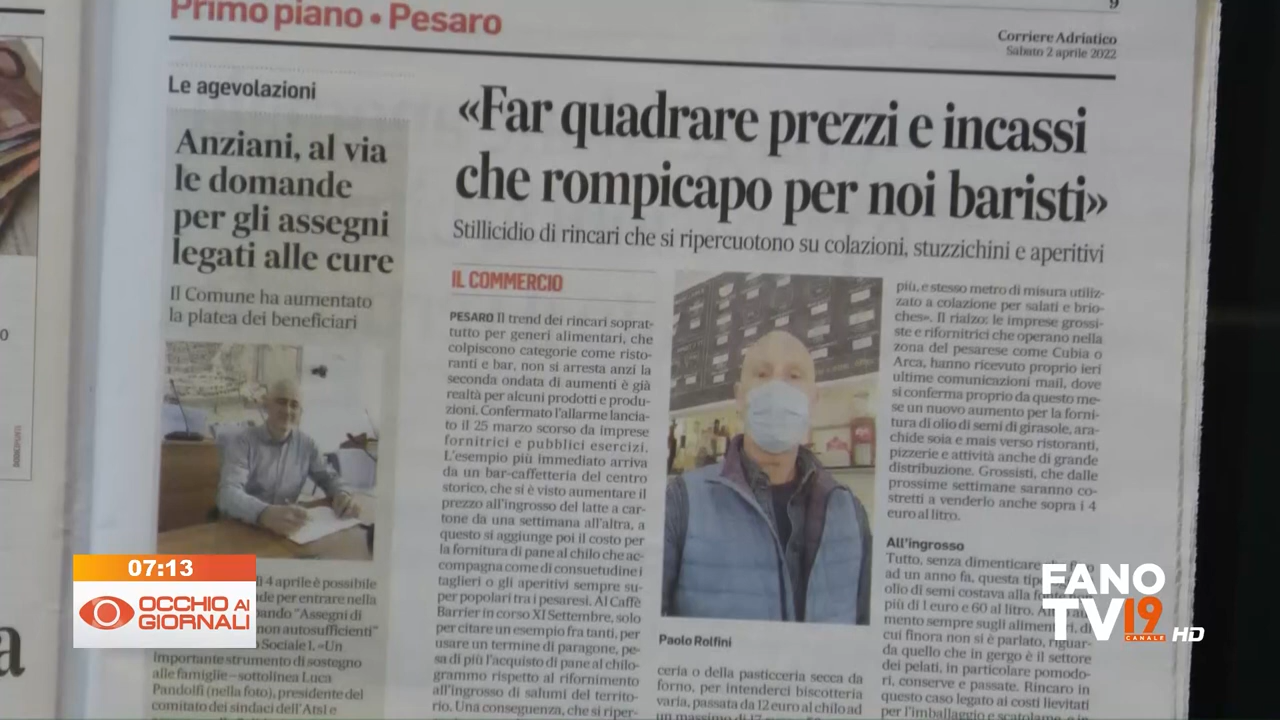 Primo piano • Pesaro
9
Corriere Adriatico
Sabato 2 aprile 2022
Le agevolazioni
Anziani, al via
le domande
per gli assegni
legati alle cure
Il Comune ha aumentato
la platea dei beneficiari
lì 4 aprile è possibile
de per entrare nella
ando "Assegni di
non autosufficienti"
Sociale I. «Un
importante strumento di sostegno
alle famiglie–sottolinea Luca
Pandolfi (nella foto), presidente del
comitato dei sindaci dell'Ats1 e
«Far quadrare prezzi e incassi
che rompicapo per noi baristi»
Stillicidio di rincari che si ripercuotono su colazioni, stuzzichini e aperitivi
IL COMMERCIO
PESARO Il trend dei rincari soprat-
tutto per generi alimentari, che
colpiscono categorie come risto-
ranti e bar, non si arresta anzi la
seconda ondata di aumenti è già
realtà per alcuni prodotti e produ-
zioni. Confermato l'allarme lancia-
to il 25 marzo scorso da imprese
fornitrici e pubblici esercizi.
L'esempio più immediato arriva
da un bar-caffetteria del centro
storico, che si è visto aumentare il
prezzo all'ingrosso del latte a car-
tone da una settimana all'altra, a
questo si aggiunge poi il costo per
la fornitura di pane al chilo che ac-
compagna come di consuetudine i
taglieri o gli aperitivi sempre su-
per popolari tra i pesaresi. Al Caffè
Barrier in corso XI Settembre, solo
per citare un esempio fra tanti, per
usare un termine di paragone, pe-
sa di più l'acquisto di pane al chilo-
grammo rispetto al rifornimento
all'ingrosso di salumi del territo-
rio. Una conseguenza, che si riper-
Paolo Rolfini
ceria o della pasticceria secca da
forno, per intenderci biscotteria
varia, passata da 12 euro al chilo ad
un massimo di
più, e stesso metro di misura utiliz-
zato a colazione per salati e brio-
ches». Il rialzo: le imprese grossi-
ste e rifornitrici che operano nella
zona del pesarese come Cubia o
Arca, hanno ricevuto proprio ieri
ultime comunicazioni mail, dove
si conferma proprio da questo me-
se un nuovo aumento per la forni-
tura di olio di semi di girasole, ara-
chide soia e mais verso ristoranti,
pizzerie e attività anche di grande
distribuzione. Grossisti, che dalle
prossime settimane saranno co-
stretti a venderlo anche sopra i 4
euro al litro.
All'ingrosso
Tutto, senza dimenticare che fino
ad un anno fa, questa tip
olio di semi costava alla fonte non
più di 1 euro e 60 al litro. A
mento sempre sugli alimentari, di
cui finora non si è parlato, riguar-
da quello che in gergo è il settore
dei pelati, in particolare pomodo-
ri, conserve e passate. Rincaro in
questo caso legato ai costi lievitati
per l'imballaggio e scatolame, e in
07:13
OCCHIO AI
GIORNALI
FANO
TV19
CANALE
HD